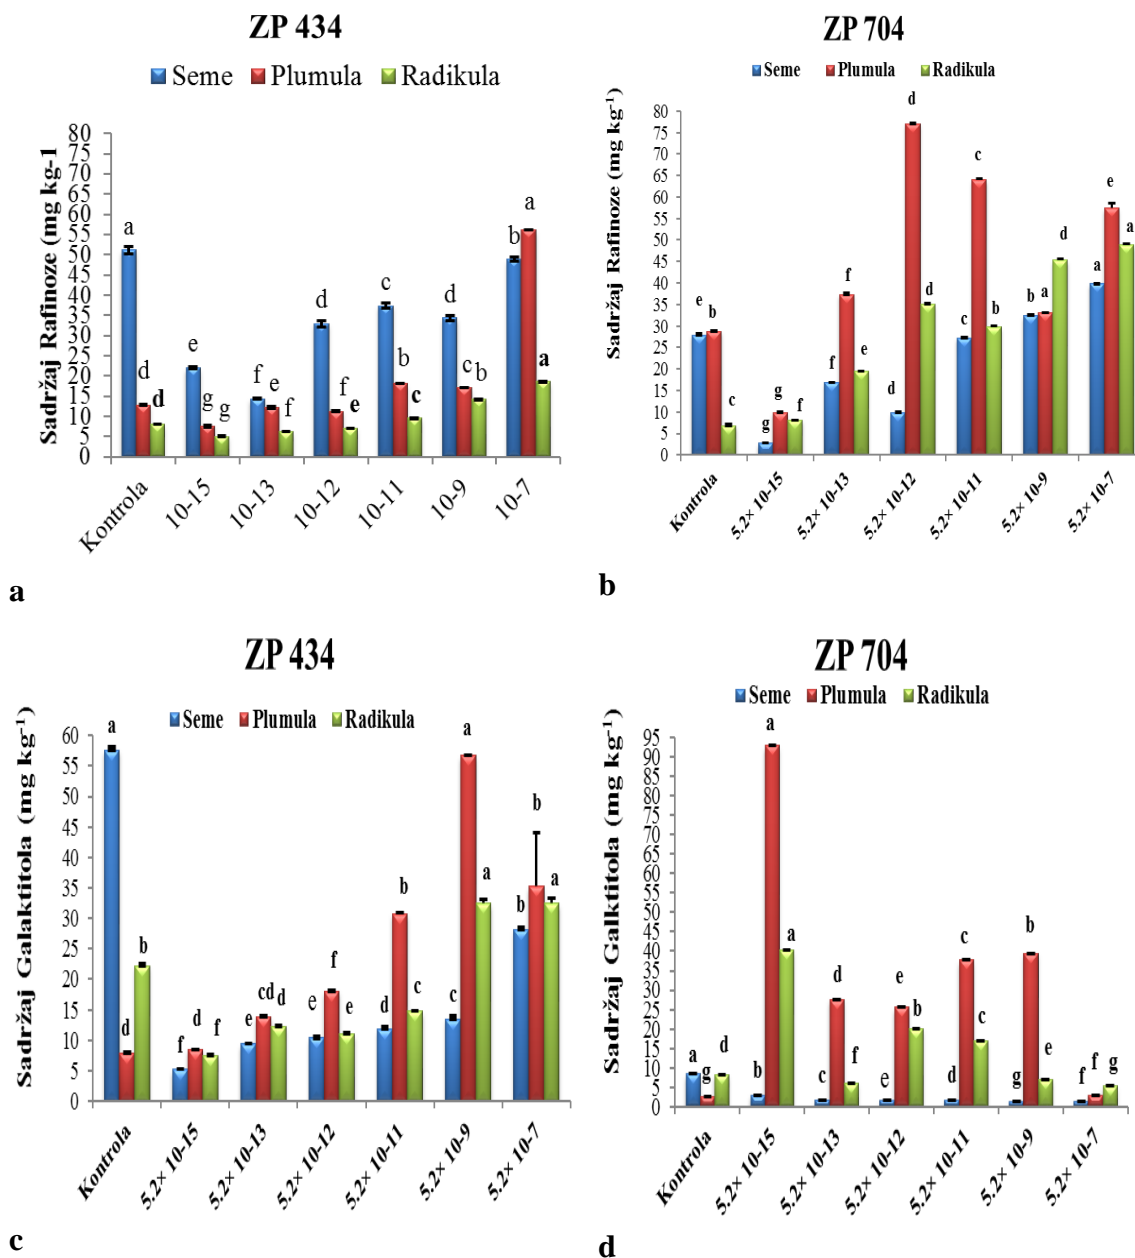 ZP 434
Seme Plumula Radikula
Sadržaj Rafinoze (mg kg-1
80
75
70
65
60
55
50
45
40
35
30
25
20
15
10
5
0
a d d
e g g
f e f
d f e
c b c
d c b
b a a
Kontrola 10-15 10-13 10-12 10-11 10-9 10-7
a
ZP 704
Seme Plumula Radikula
Sadržaj Rafinoze (mg kg⁻¹)
80
75
70
65
60
55
50
45
40
35
30
25
20
15
10
5
0
e b c
g g f
f f e
d d d
c c b
b a d
a e a
Kontrola 5.2× 10-15 5.2× 10-13 5.2× 10-12 5.2× 10-11 5.2× 10-9 5.2× 10-7
b
ZP 434
Seme Plumula Radikula
Sadržaj Galaktitola (mg kg⁻¹)
60
55
50
45
40
35
30
25
20
15
10
5
0
a d b
f d f
e cd d
e f e
d b c
c a a
b b a
Kontrola 5.2× 10-15 5.2× 10-13 5.2× 10-12 5.2× 10-11 5.2× 10-9 5.2× 10-7
c
ZP 704
Seme Plumula Radikula
Sadržaj Galktitola (mg kg⁻¹)
95
90
85
80
75
70
65
60
55
50
45
40
35
30
25
20
15
10
5
0
a g d
b a a
c d f
e e b
d c c
g b e
f f g
Kontrola 5.2× 10-15 5.2× 10-13 5.2× 10-12 5.2× 10-11 5.2× 10-9 5.2× 10-7
d